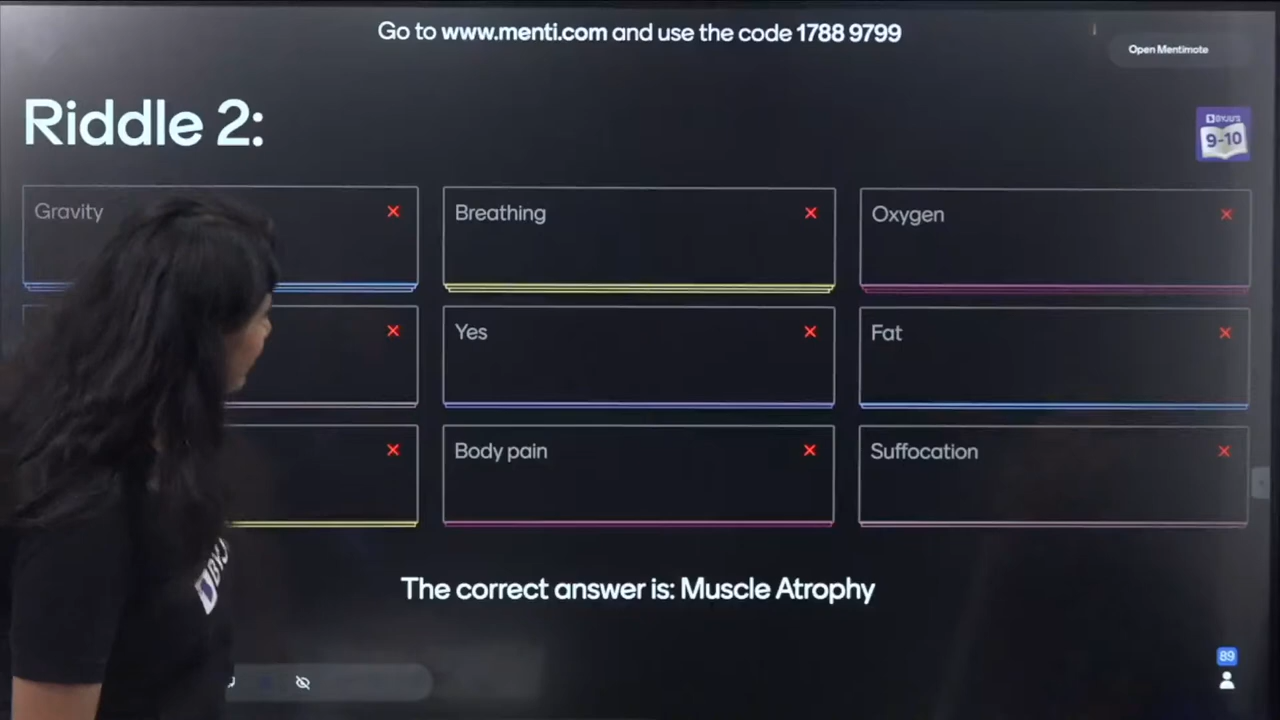 Go to www.menti.com and use the code 1788 9799
Open Mentimote
Riddle 2:
BYJU'S
9-10
Gravity
Breathing
Oxygen
Yes
Fat
Body pain
Suffocation
BYJ
The correct answer is: Muscle Atrophy
89